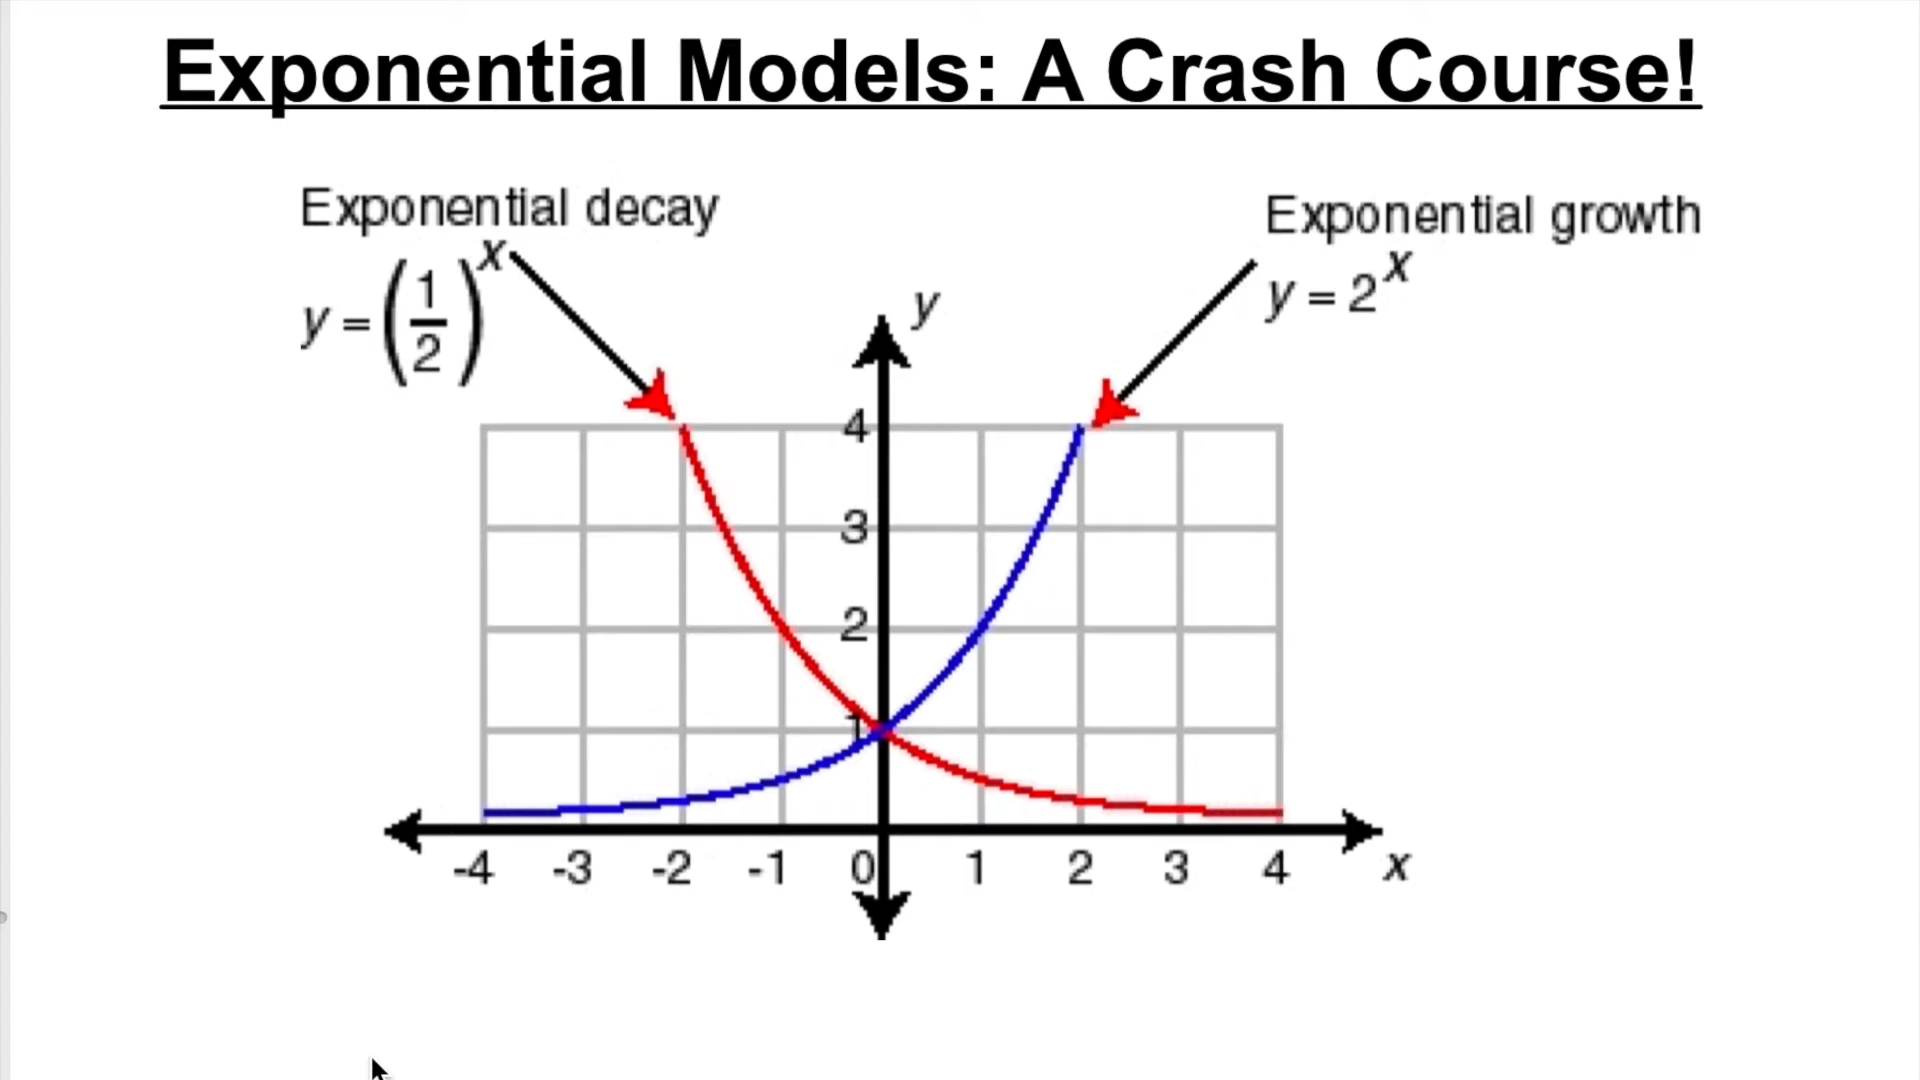 Exponential Models: A Crash Course!
Exponential decay
y = (1/2)^x
Exponential growth
y = 2^x
y
4
3
2
1
-4 -3 -2 -1 0 1 2 3 4 x